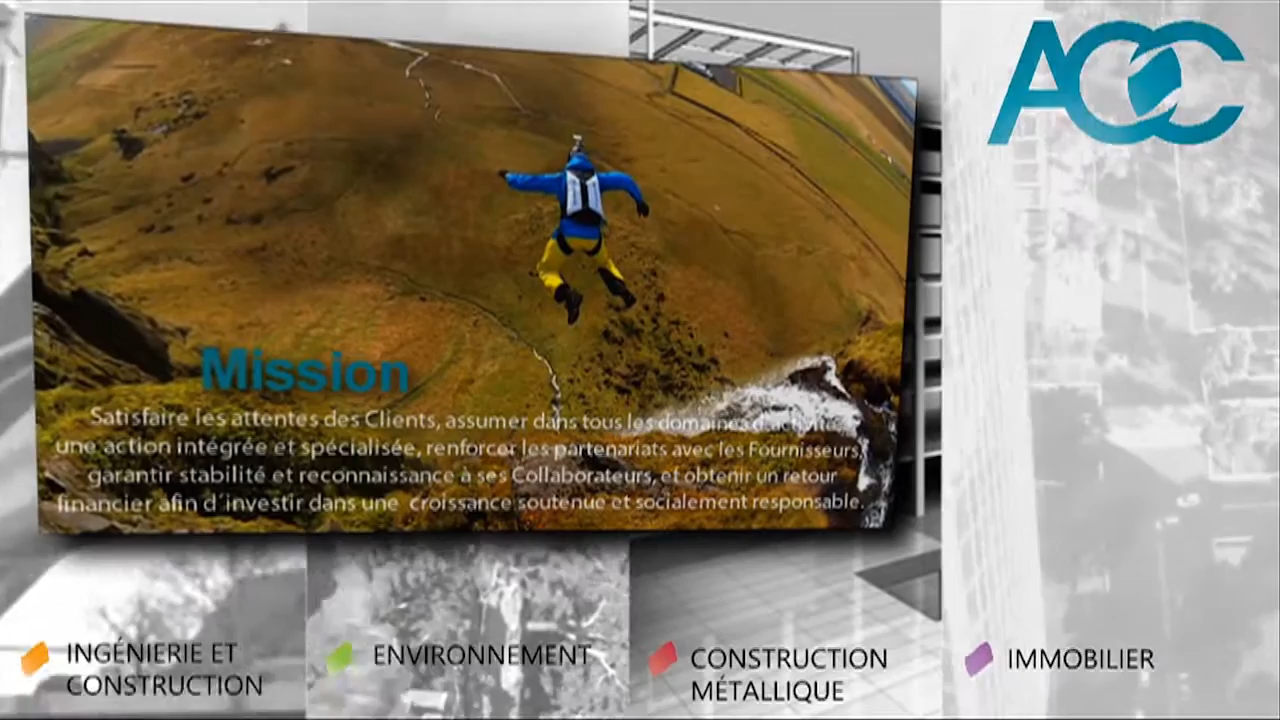 ACC
Mission
Satisfaire les attentes des Clients, assumer dans tous les domaines d'activité,
une action intégrée et spécialisée, renforcer les partenariats avec les Fournisseurs,
garantir stabilité et reconnaissance à ses Collaborateurs, et obtenir un retour
financier afin d´investir dans une croissance soutenue et socialement responsable.
INGÉNIERIE ET
CONSTRUCTION
ENVIRONNEMENT
CONSTRUCTION
MÉTALLIQUE
IMMOBILIER